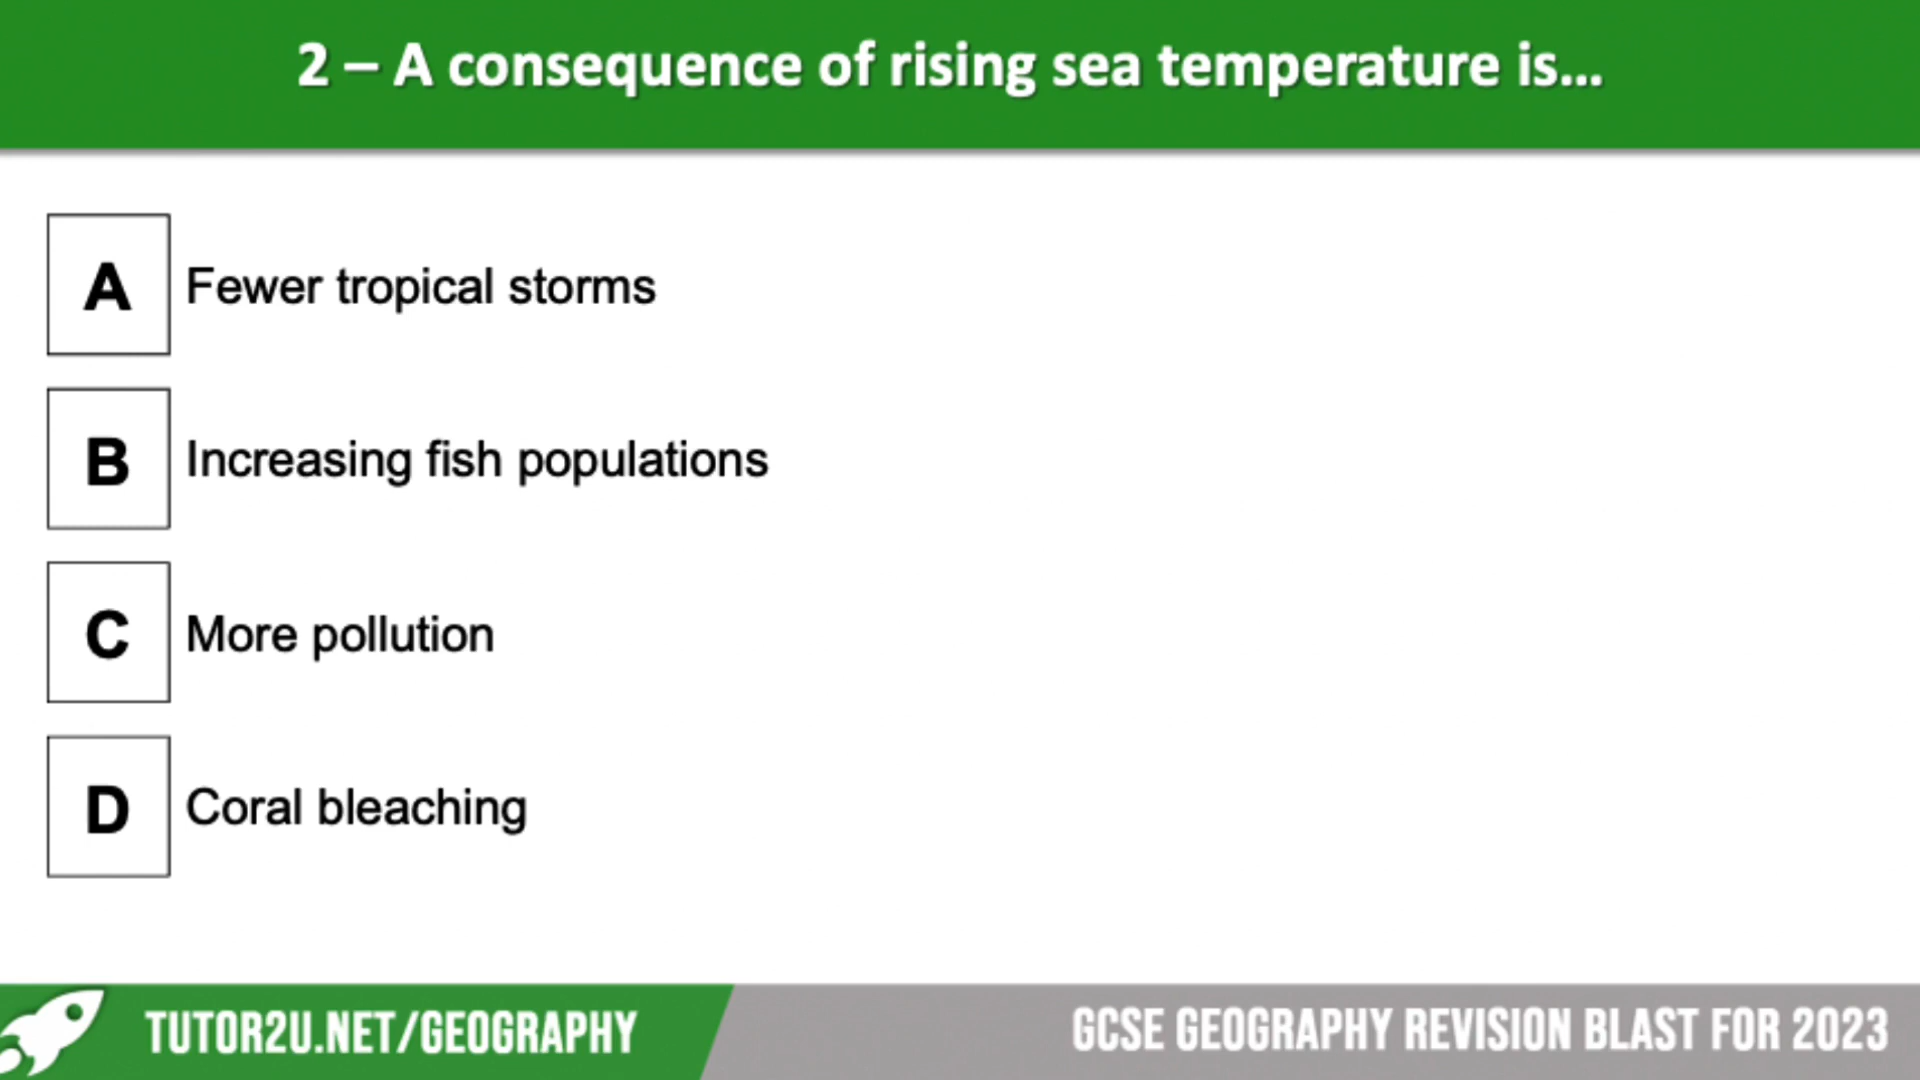 2 – A consequence of rising sea temperature is...
A Fewer tropical storms
B Increasing fish populations
C More pollution
D Coral bleaching
TUTOR2U.NET/GEOGRAPHY
GCSE GEOGRAPHY REVISION BLAST FOR 2023